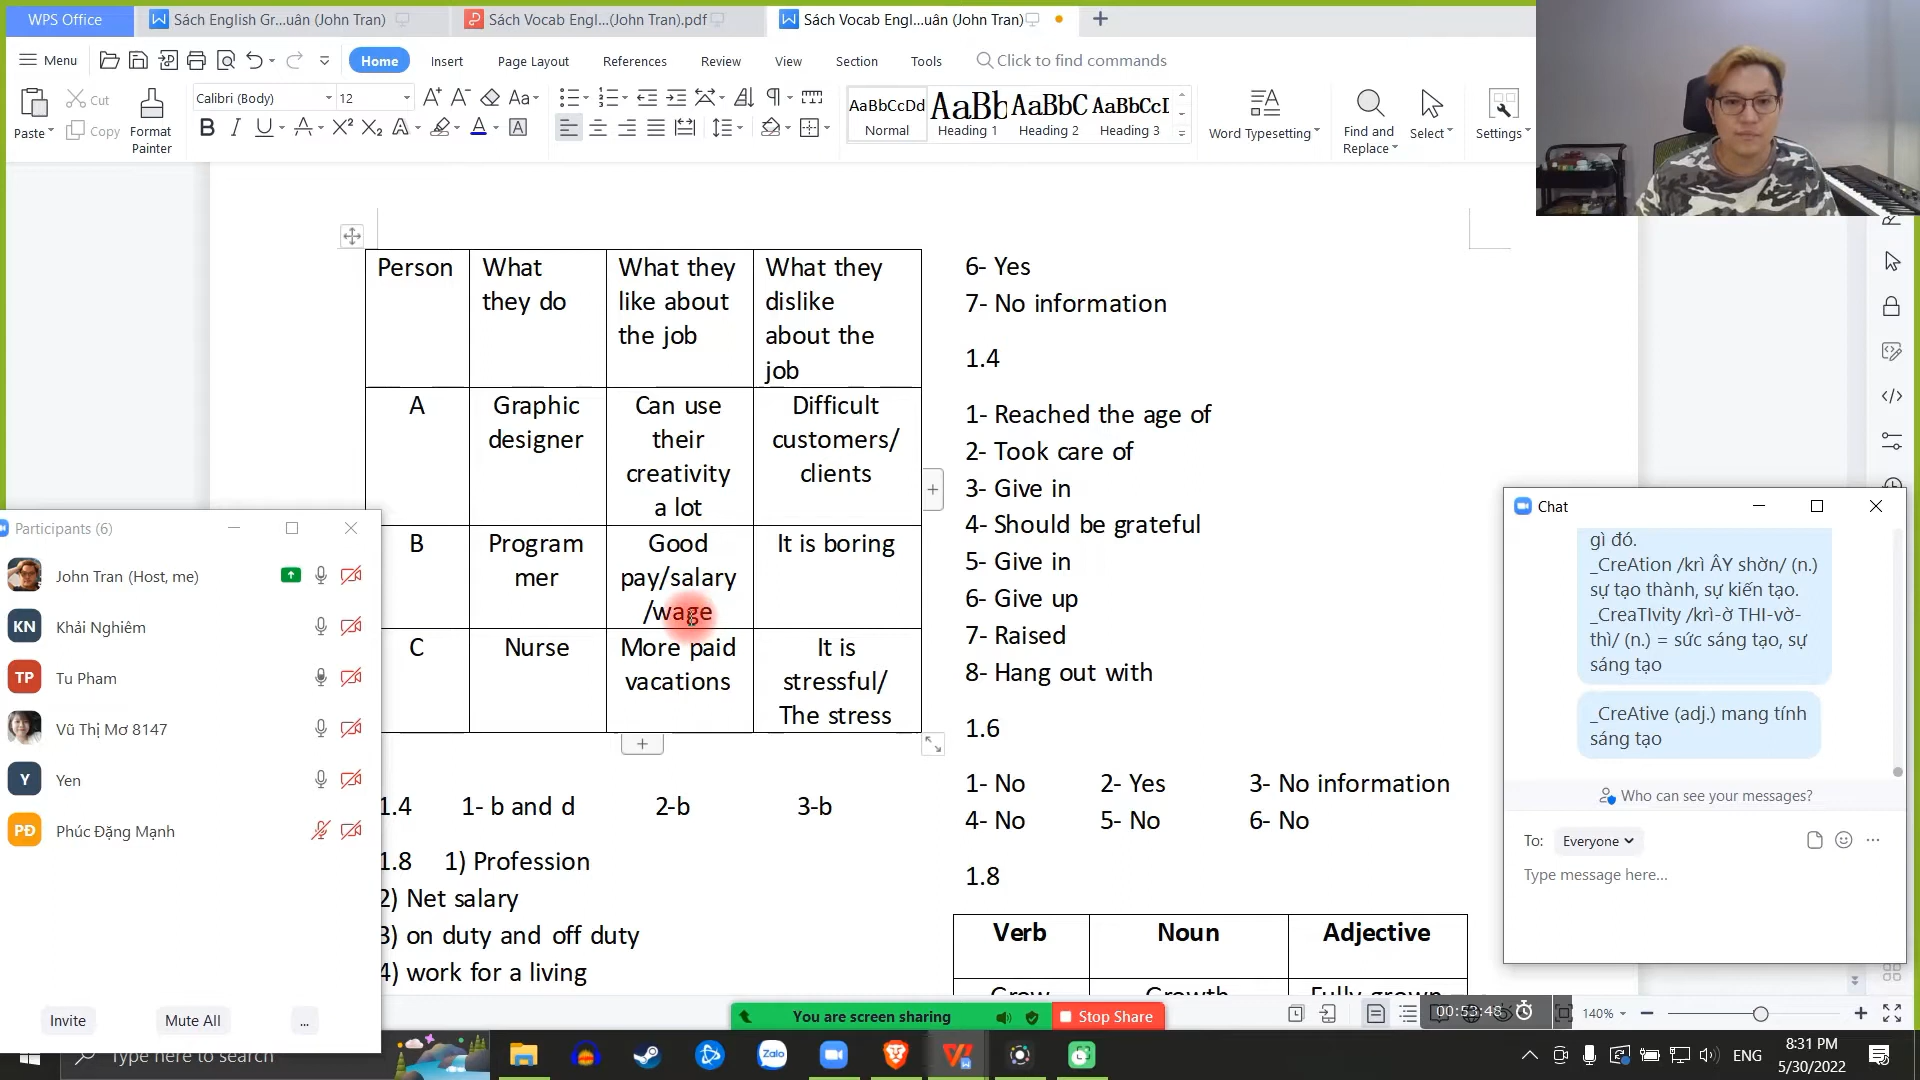 WPS Office
Sách English Gr...uân (John Tran)
Sách Vocab Engl...(John Tran).pdf
Sách Vocab Engl...uân (John Tran)
Menu
Home
Insert
Page Layout
References
Review
View
Section
Tools
Click to find commands
Paste
Cut
Copy
Format Painter
Calibri (Body)
12
AaBbCcDd
Normal
AaBb
Heading 1
AaBbC
Heading 2
AaBbCcI
Heading 3
Word Typesetting
Find and Replace
Select
Settings
Person
What they do
What they like about the job
What they dislike about the job
A
Graphic designer
Can use their creativity a lot
Difficult customers/ clients
B
Program mer
Good pay/salary /wage
It is boring
C
Nurse
More paid vacations
It is stressful/ The stress
1.4 1- b and d 2-b 3-b
1.8 1) Profession
2) Net salary
3) on duty and off duty
4) work for a living
6- Yes
7- No information
1.4
1- Reached the age of
2- Took care of
3- Give in
4- Should be grateful
5- Give in
6- Give up
7- Raised
8- Hang out with
1.6
1- No 2- Yes 3- No information
4- No 5- No 6- No
1.8
Verb Noun Adjective
Grow Growth Fully grown
Participants (6)
John Tran (Host, me)
KN Khải Nghiêm
TP Tu Pham
Vũ Thị Mơ 8147
Y Yen
PĐ Phúc Đặng Mạnh
Invite
Mute All
...
Chat
gì đó.
_CreAtion /krì ÂY shờn/ (n.)
sự tạo thành, sự kiến tạo.
_CreaTIvity /krì-ờ THI-vờ-
thì/ (n.) = sức sáng tạo, sự
sáng tạo
_CreAtive (adj.) mang tính
sáng tạo
Who can see your messages?
To: Everyone
Type message here...
You are screen sharing
Stop Share
00:53:48
140%
Type here to search
Zalo
ENG
8:31 PM
5/30/2022